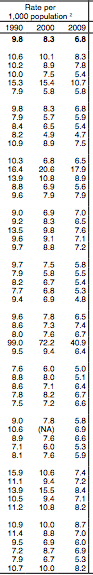 Rate per
1,000 population ²
1990 2000 2009
9.8 8.3 6.8
10.6 10.1 8.3
10.2 8.9 7.8
10.0 7.5 5.4
15.3 15.4 10.7
7.9 5.8 5.8
9.8 8.3 6.8
7.9 5.7 5.9
8.4 6.5 5.4
8.2 4.9 4.7
10.9 8.9 7.5
10.3 6.8 6.5
16.4 20.6 17.9
13.9 10.8 8.9
8.8 6.9 5.6
9.6 7.9 7.9
9.0 6.9 7.0
9.2 8.3 6.5
13.5 9.8 7.6
9.6 9.1 7.1
9.7 8.8 7.2
9.7 7.5 5.8
7.9 5.8 5.5
8.2 6.7 5.4
7.7 6.8 5.3
9.4 6.9 4.8
9.6 7.8 6.5
8.6 7.3 7.4
8.0 7.6 6.7
99.0 72.2 40.9
9.5 9.4 6.4
7.6 6.0 5.0
8.8 8.0 5.1
8.6 7.1 6.4
7.8 8.2 6.7
7.5 7.2 6.6
9.0 7.8 5.8
10.6 (NA) 6.9
8.9 7.6 6.6
7.1 6.0 5.3
8.1 7.6 5.9
15.9 10.6 7.4
11.1 9.4 7.2
13.9 15.5 8.4
10.5 9.4 7.1
11.2 10.8 8.2
10.9 10.0 8.7
11.4 8.8 7.0
9.5 6.9 6.0
7.2 8.7 6.9
7.9 6.7 5.3
10.7 10.0 8.2